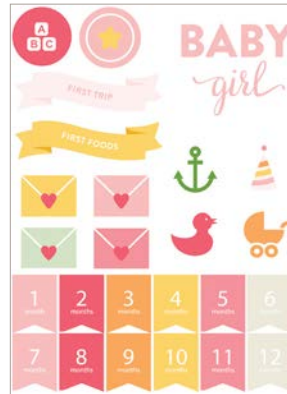 A
B C
BABY
girl
FIRST TRIP
FIRST FOODS
1 2 3 4 5 6
month months months months months months
7 8 9 10 11 12
months months months months months months